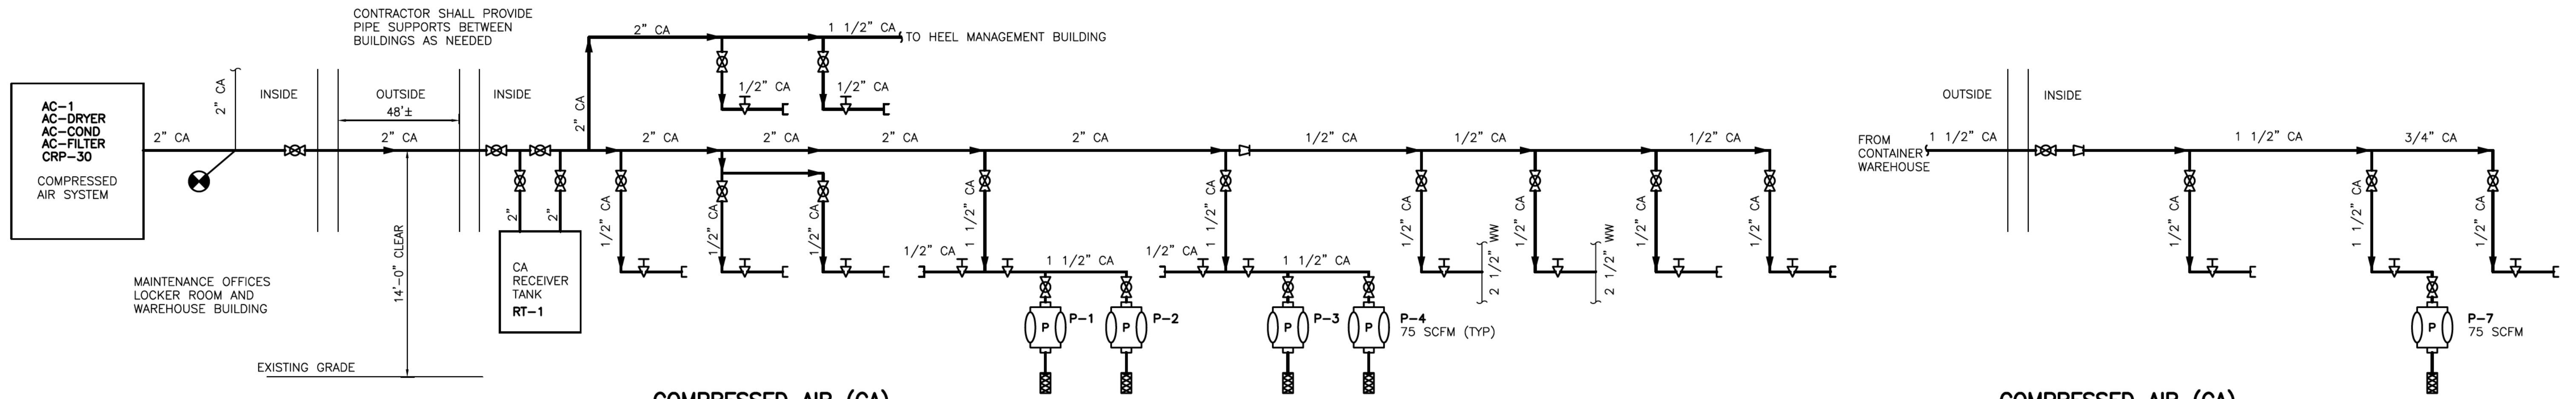 CONTRACTOR SHALL PROVIDE
PIPE SUPPORTS BETWEEN
BUILDINGS AS NEEDED
AC-1
AC-DRYER
AC-COND
AC-FILTER
CRP-30
COMPRESSED
AIR SYSTEM
2" CA
2" CA
INSIDE
OUTSIDE
48'±
2" CA
INSIDE
14'-0" CLEAR
MAINTENANCE OFFICES
LOCKER ROOM AND
WAREHOUSE BUILDING
EXISTING GRADE
2"
2"
CA
RECEIVER
TANK
RT-1
2" CA
2" CA
1 1/2" CA
TO HEEL MANAGEMENT BUILDING
1/2" CA
1/2" CA
2" CA
2" CA
2" CA
2" CA
1/2" CA
1/2" CA
1/2" CA
1/2" CA
1/2" CA
1/2" CA
1 1/2" CA
1 1/2" CA
1/2" CA
1/2" CA
1/2" CA
1/2" CA
1/2" CA
1 1/2" CA
1/2" CA
1 1/2" CA
2 1/2" WW
2 1/2" WW
P
P-1
P
P-2
P
P-3
P
P-4
75 SCFM (TYP)
COMPRESSED AIR (CA)
OUTSIDE
INSIDE
FROM
CONTAINER
WAREHOUSE
1 1/2" CA
1 1/2" CA
3/4" CA
1/2" CA
1 1/2" CA
1/2" CA
P
P-7
75 SCFM
COMPRESSED AIR (CA)